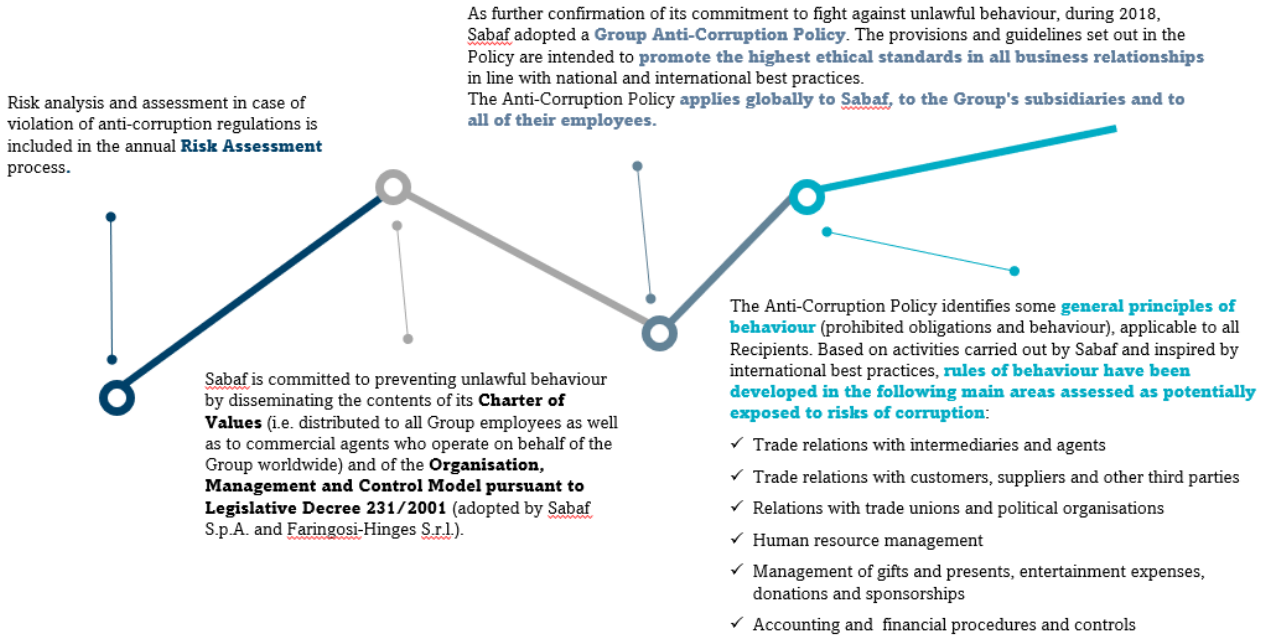 Risk analysis and assessment in case of
violation of anti-corruption regulations is
included in the annual Risk Assessment
process.
Sabaf is committed to preventing unlawful behaviour
by disseminating the contents of its Charter of
Values (i.e. distributed to all Group employees as well
as to commercial agents who operate on behalf of the
Group worldwide) and of the Organisation,
Management and Control Model pursuant to
Legislative Decree 231/2001 (adopted by Sabaf
S.p.A. and Faringosi-Hinges S.r.l.).
As further confirmation of its commitment to fight against unlawful behaviour, during 2018,
Sabaf adopted a Group Anti-Corruption Policy. The provisions and guidelines set out in the
Policy are intended to promote the highest ethical standards in all business relationships
in line with national and international best practices.
The Anti-Corruption Policy applies globally to Sabaf, to the Group's subsidiaries and to
all of their employees.
The Anti-Corruption Policy identifies some general principles of
behaviour (prohibited obligations and behaviour), applicable to all
Recipients. Based on activities carried out by Sabaf and inspired by
international best practices, rules of behaviour have been
developed in the following main areas assessed as potentially
exposed to risks of corruption:
✓ Trade relations with intermediaries and agents
✓ Trade relations with customers, suppliers and other third parties
✓ Relations with trade unions and political organisations
✓ Human resource management
✓ Management of gifts and presents, entertainment expenses,
donations and sponsorships
✓ Accounting and financial procedures and controls